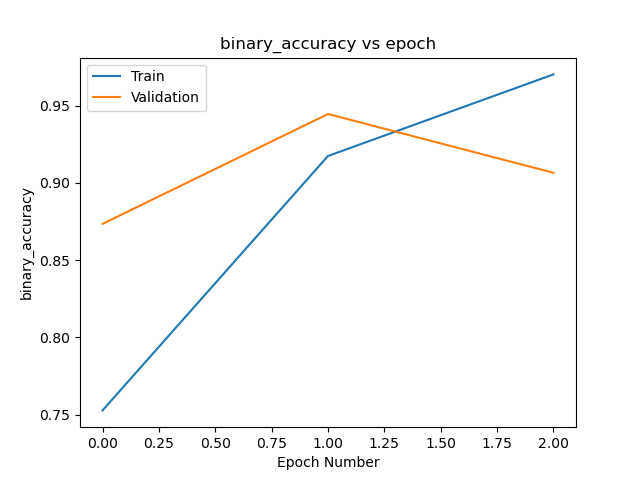 binary_accuracy vs epoch
Train
Validation
binary_accuracy
0.95
0.90
0.85
0.80
0.75
0.00 0.25 0.50 0.75 1.00 1.25 1.50 1.75 2.00
Epoch Number